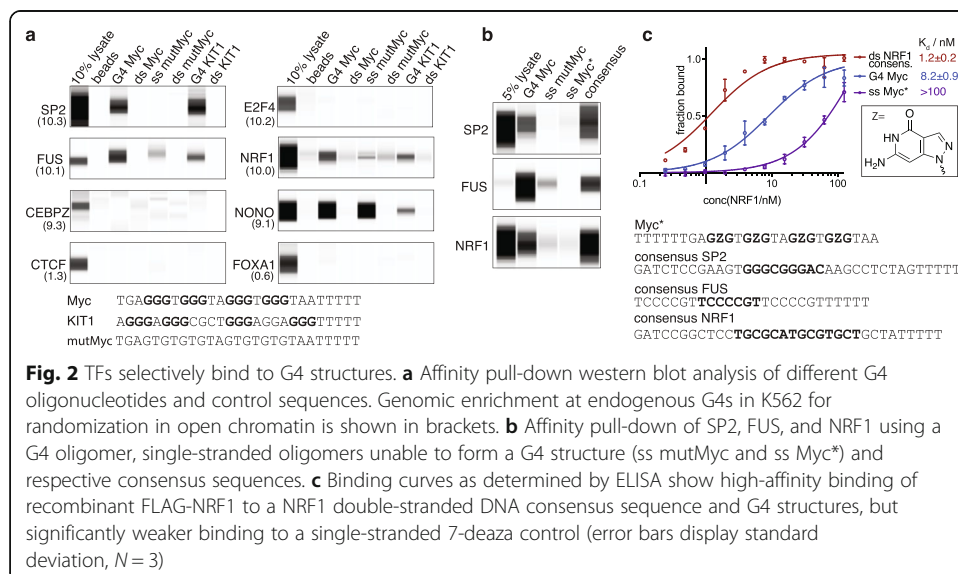 a
10% lysate
beads
G4 Myc
ds Myc
ss mutMyc
ds mutMyc
G4 KIT1
ds KIT1
SP2
(10.3)
FUS
(10.1)
CEBPZ
(9.3)
CTCF
(1.3)
10% lysate
beads
G4 Myc
ds Myc
ss mutMyc
ds mutMyc
G4 KIT1
ds KIT1
E2F4
(10.2)
NRF1
(10.0)
NONO
(9.1)
FOXA1
(0.6)
Myc TGAGGGTGGGTAGGGTGGGTAATTTTT
KIT1 AGGGAGGGCGCTGGGAGGAGGGTTTTT
mutMyc TGAGTGTGTGTAGTGTGTGTAATTTTT
b
5% lysate
G4 Myc
ss mutMyc
ss Myc*
consensus
SP2
FUS
NRF1
c
fraction bound
1.0
0.5
0.1
1
10
100
conc(NRF1/nM)
Kd / nM
ds NRF1 consens. 1.2±0.2
G4 Myc 8.2±0.9
ss Myc* >100
Z=
O
HN
H2N
N
N
Myc*
TTTTTTGAGZGTGZGTAGZGTGZGTAA
consensus SP2
GATCTCCGAAGTGGGCGGGACAAGCCTCTAGTTTTT
consensus FUS
TCCCCGTTCCCCGTTCCCCGTTTTTT
consensus NRF1
GATCCGGCTCCTGCGCATGCGTGCTGCTATTTTT
Fig. 2 TFs selectively bind to G4 structures. a Affinity pull-down western blot analysis of different G4
oligonucleotides and control sequences. Genomic enrichment at endogenous G4s in K562 for
randomization in open chromatin is shown in brackets. b Affinity pull-down of SP2, FUS, and NRF1 using a
G4 oligomer, single-stranded oligomers unable to form a G4 structure (ss mutMyc and ss Myc*) and
respective consensus sequences. c Binding curves as determined by ELISA show high-affinity binding of
recombinant FLAG-NRF1 to a NRF1 double-stranded DNA consensus sequence and G4 structures, but
significantly weaker binding to a single-stranded 7-deaza control (error bars display standard
deviation, N = 3)